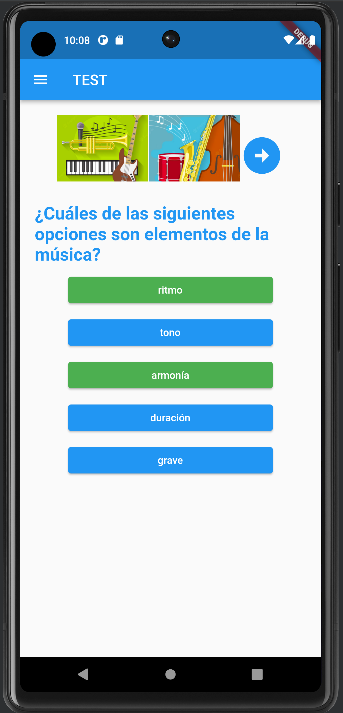 10:08
DEBUG
TEST
¿Cuáles de las siguientes
opciones son elementos de la
música?
ritmo
tono
armonía
duración
grave